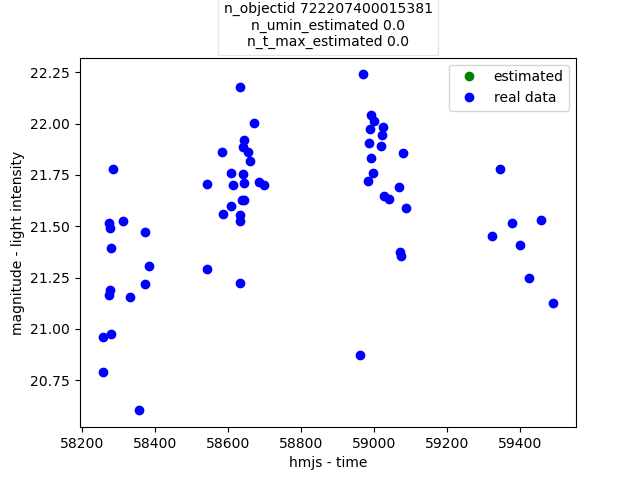 n_objectid 722207400015381
n_umin_estimated 0.0
n_t_max_estimated 0.0
estimated
real data
magnitude - light intensity
22.25
22.00
21.75
21.50
21.25
21.00
20.75
58200 58400 58600 58800 59000 59200 59400
hmjs - time